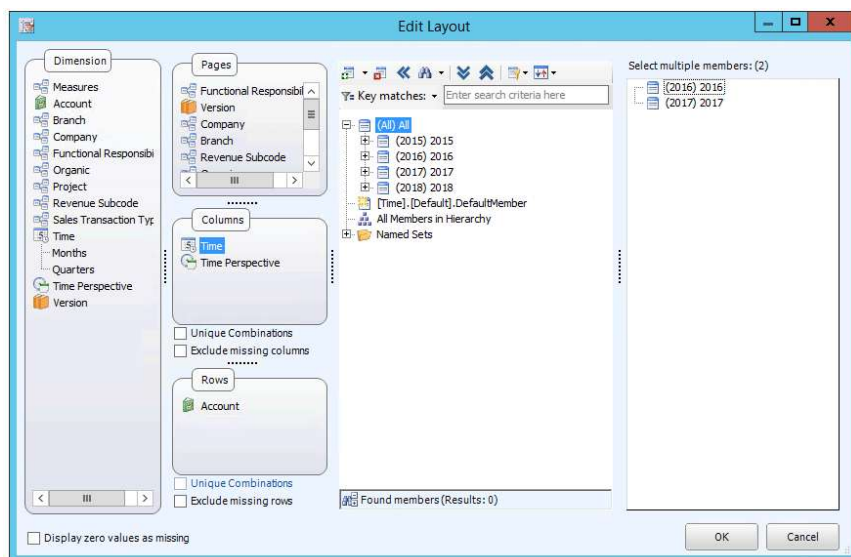 Edit Layout
Dimension
Measures
Account
Branch
Company
Functional Responsibi
Organic
Project
Revenue Subcode
Sales Transaction Typ
Time
Months
Quarters
Time Perspective
Version
Pages
Functional Responsibil
Version
Company
Branch
Revenue Subcode
Columns
Time
Time Perspective
Unique Combinations
Exclude missing columns
Rows
Account
Unique Combinations
Exclude missing rows
Key matches:
Enter search criteria here
(All) All
(2015) 2015
(2016) 2016
(2017) 2017
(2018) 2018
[Time].[Default].DefaultMember
All Members in Hierarchy
Named Sets
Found members (Results: 0)
Select multiple members: (2)
(2016) 2016
(2017) 2017
Display zero values as missing
OK
Cancel